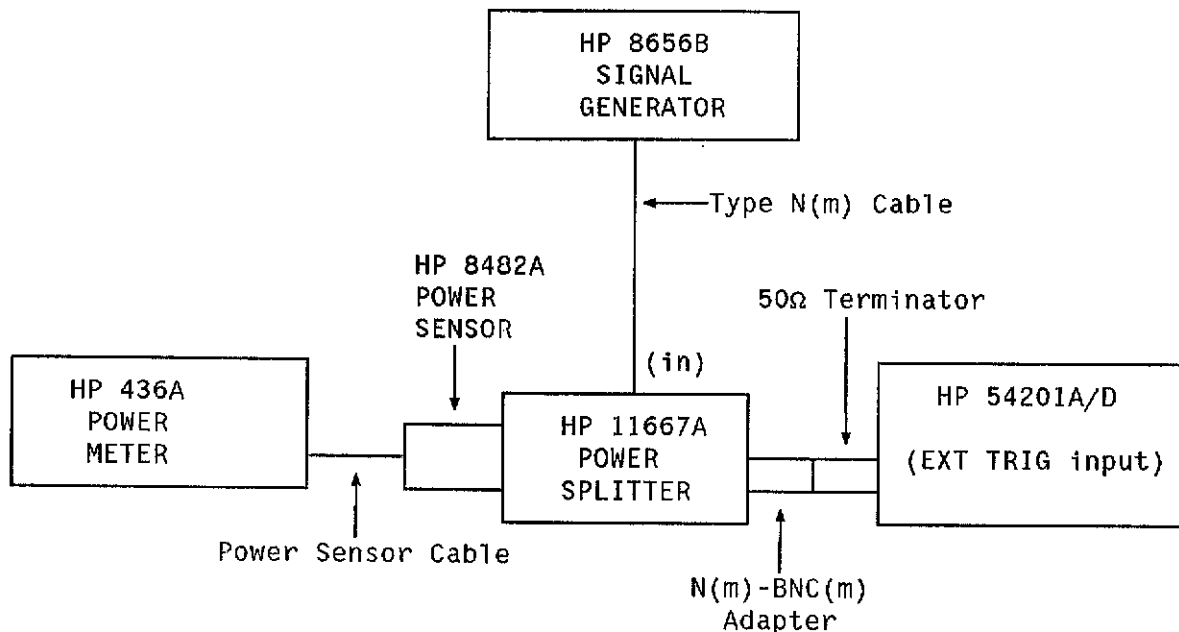 HP 8656B
SIGNAL
GENERATOR
Type N(m) Cable
HP 8482A
POWER
SENSOR
50Ω Terminator
(in)
HP 436A
POWER
METER
HP 11667A
POWER
SPLITTER
HP 54201A/D
(EXT TRIG input)
Power Sensor Cable
N(m)-BNC(m)
Adapter